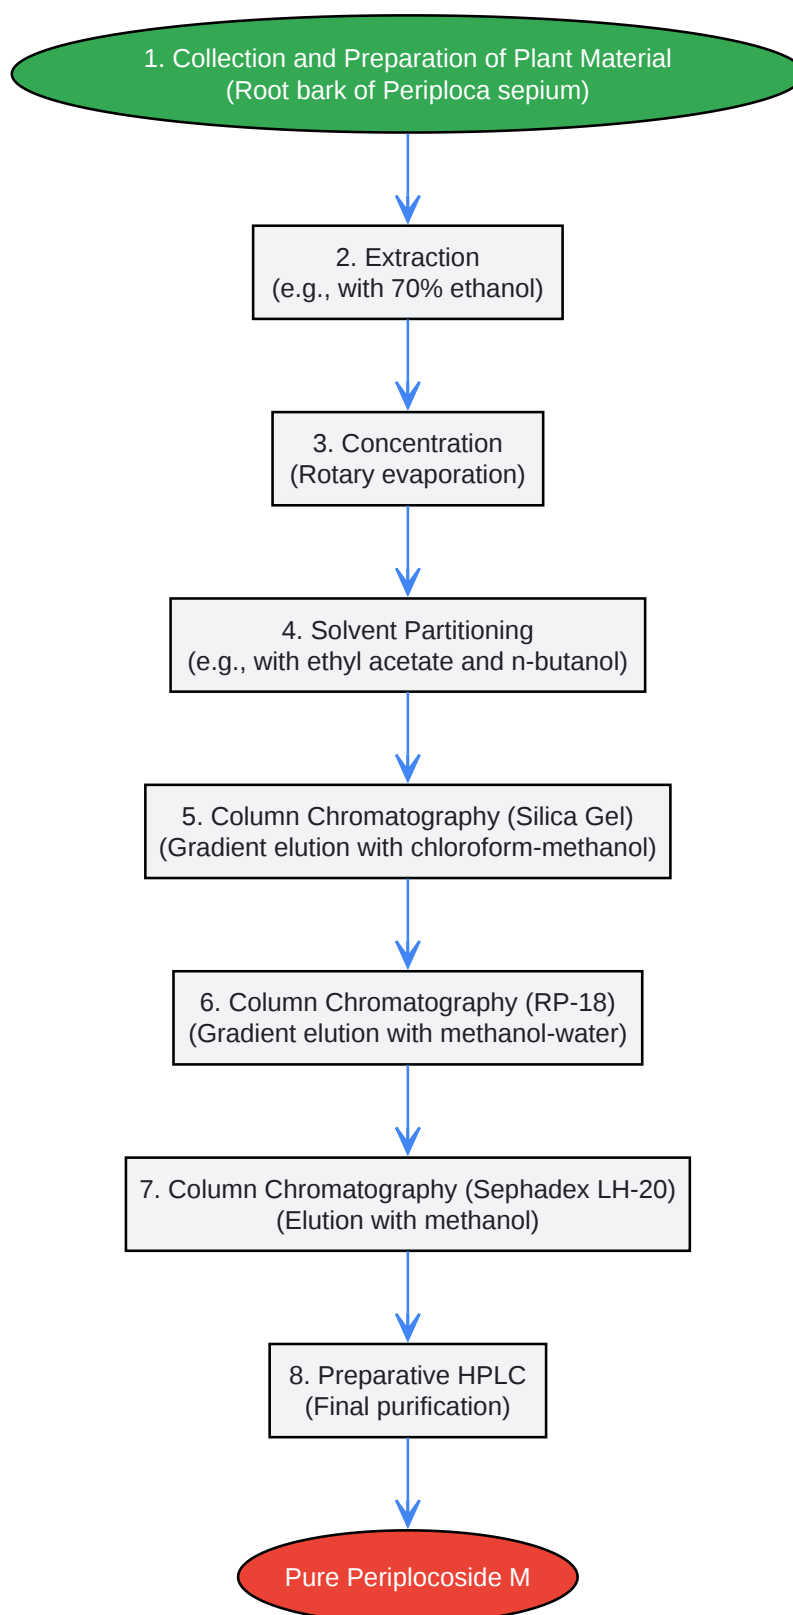 1. Collection and Preparation of Plant Material
(Root bark of Periploca sepium)
2. Extraction
(e.g., with 70% ethanol)
3. Concentration
(Rotary evaporation)
4. Solvent Partitioning
(e.g., with ethyl acetate and n-butanol)
5. Column Chromatography (Silica Gel)
(Gradient elution with chloroform-methanol)
6. Column Chromatography (RP-18)
(Gradient elution with methanol-water)
7. Column Chromatography (Sephadex LH-20)
(Elution with methanol)
8. Preparative HPLC
(Final purification)
Pure Periplocoside M